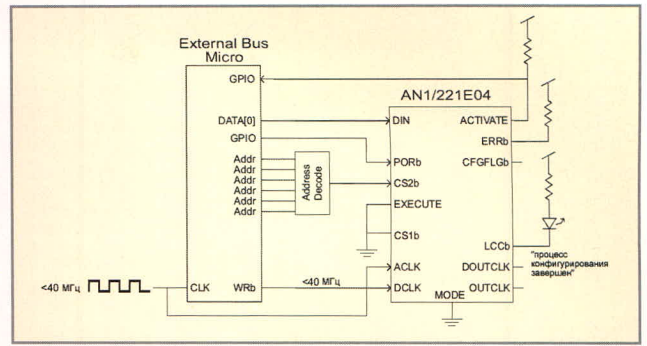 External Bus
Micro
GPIO
DATA[0]
GPIO
Addr
Addr
Addr
Addr
Addr
Addr
Address
Decode
<40 МГц
CLK
WRb
<40 МГц
AN1/221E04
DIN
ACTIVATE
ERRb
PORb
CFGFLGb
CS2b
EXECUTE
CS1b
LCCb
"процесс
конфигурирования
завершен"
ACLK
DOUTCLK
DCLK
OUTCLK
MODE